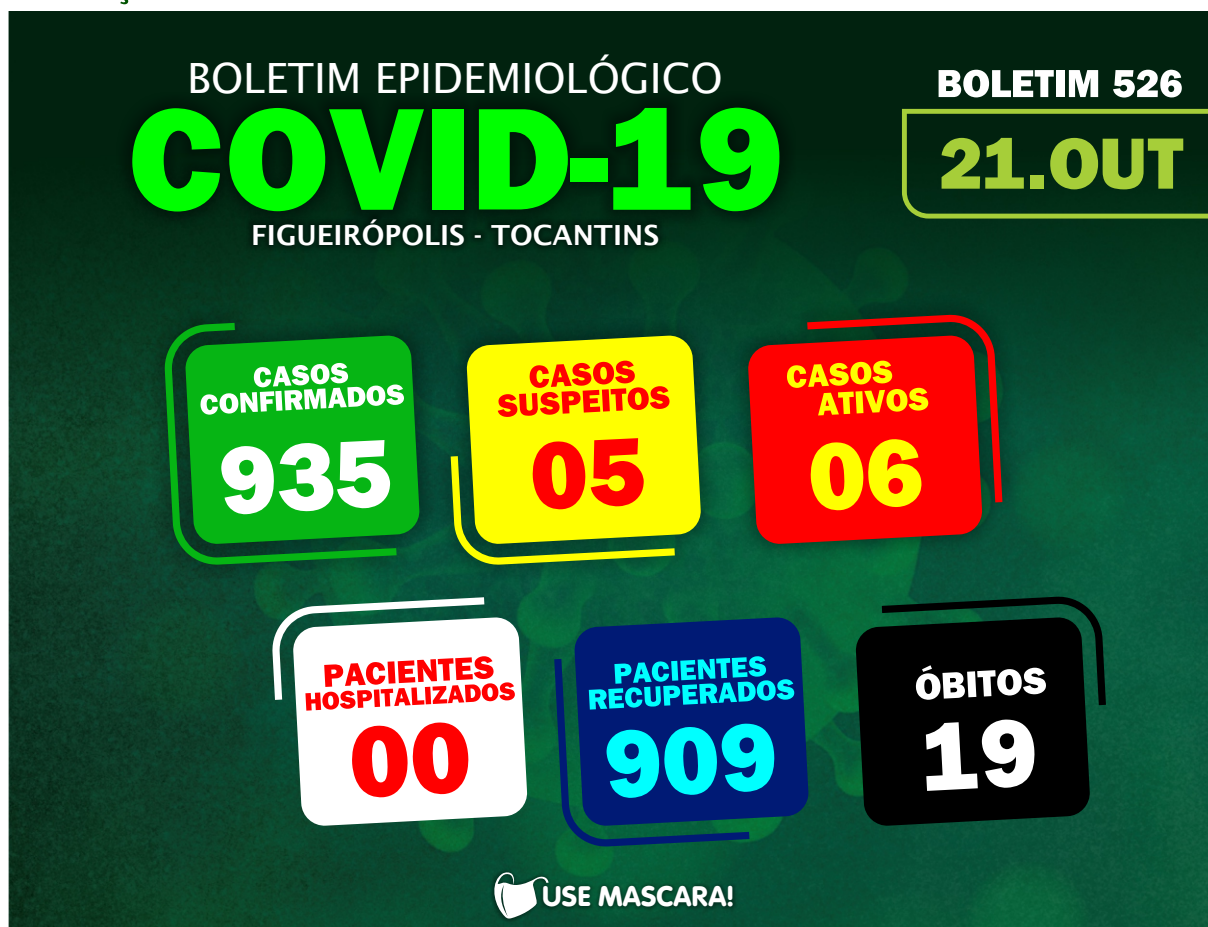 BOLETIM EPIDEMIOLÓGICO
COVID-19
FIGUEIRÓPOLIS - TOCANTINS
BOLETIM 526
21.OUT
CASOS
CONFIRMADOS
935
CASOS
SUSPEITOS
05
CASOS
ATIVOS
06
PACIENTES
HOSPITALIZADOS
00
PACIENTES
RECUPERADOS
909
ÓBITOS
19
USE MASCARA!